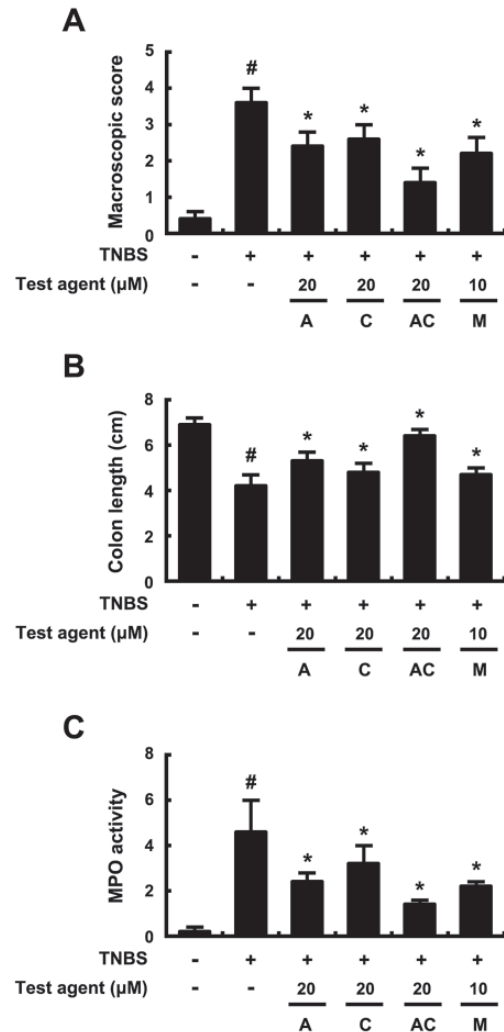 A
Macroscopic score
5
4
3
2
1
0
# * * * *
TNBS - + + + + +
Test agent (µM) - - 20 20 20 10
A C AC M
B
Colon length (cm)
8
6
4
2
0
# * * * *
TNBS - + + + + +
Test agent (µM) - - 20 20 20 10
A C AC M
C
MPO activity
8
6
4
2
0
# * * * *
TNBS - + + + + +
Test agent (µM) - - 20 20 20 10
A C AC M